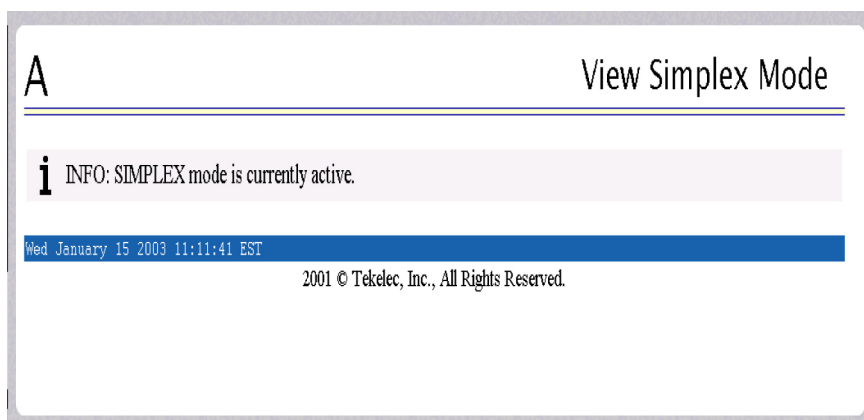 A
View Simplex Mode
i
INFO: SIMPLEX mode is currently active.
Wed January 15 2003 11:11:41 EST
2001 © Tekelec, Inc., All Rights Reserved.